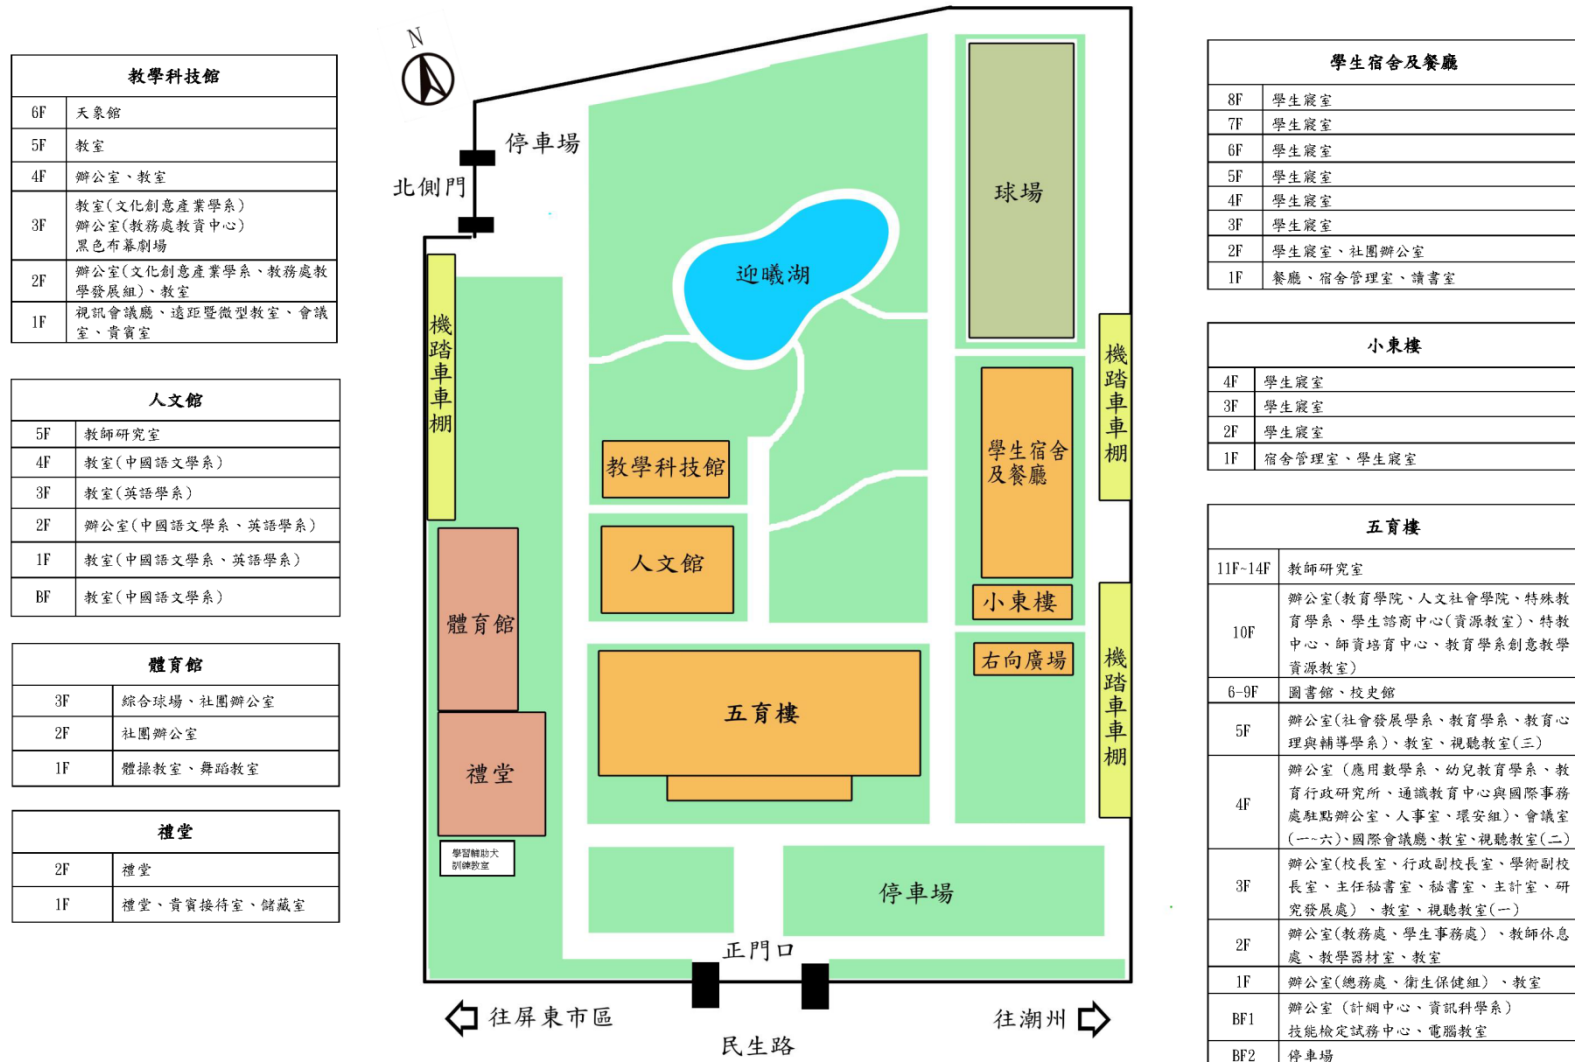 教學科技館
6F 天象館
5F 教室
4F 辦公室、教室
3F 教室(文化創意產業學系)
辦公室(教務處教資中心)
黑色布幕劇場
2F 辦公室(文化創意產業學系、教務處教
學發展組)、教室
1F 視訊會議廳、遠距暨微型教室、會議
室、貴賓室
人文館
5F 教師研究室
4F 教室(中國語文學系)
3F 教室(英語學系)
2F 辦公室(中國語文學系、英語學系)
1F 教室(中國語文學系、英語學系)
BF 教室(中國語文學系)
體育館
3F 綜合球場、社團辦公室
2F 社團辦公室
1F 體操教室、舞蹈教室
禮堂
2F 禮堂
1F 禮堂、貴賓接待室、儲藏室
N
停車場
北側門
球場
迎曦湖
機踏車車棚
機踏車車棚
教學科技館
學生宿舍
及餐廳
人文館
小東樓
體育館
右向廣場
機踏車車棚
五育樓
禮堂
學習輔助犬
訓練教室
停車場
正門口
往屏東市區
往潮州
民生路
學生宿舍及餐廳
8F 學生寢室
7F 學生寢室
6F 學生寢室
5F 學生寢室
4F 學生寢室
3F 學生寢室
2F 學生寢室、社團辦公室
1F 餐廳、宿舍管理室、讀書室
小東樓
4F 學生寢室
3F 學生寢室
2F 學生寢室
1F 宿舍管理室、學生寢室
五育樓
11F~14F 教師研究室
10F 辦公室(教育學院、人文社會學院、特殊教
育學系、學生諮商中心(資源教室)、特教
中心、師資培育中心、教育學系創意教學
資源教室)
6-9F 圖書館、校史館
5F 辦公室(社會發展學系、教育學系、教育心
理與輔導學系)、教室、視聽教室(三)
4F 辦公室（應用數學系、幼兒教育學系、教
育行政研究所、通識教育中心與國際事務
處駐點辦公室、人事室、環安組)、會議室
(一~六)、國際會議廳、教室、視聽教室(二)
3F 辦公室(校長室、行政副校長室、學術副校
長室、主任秘書室、秘書室、主計室、研
究發展處）、教室、視聽教室(一)
2F 辦公室(教務處、學生事務處）、教師休息
處、教學器材室、教室
1F 辦公室(總務處、衛生保健組）、教室
BF1 辦公室（計網中心、資訊科學系）
技能檢定試務中心、電腦教室
BF2 停車場